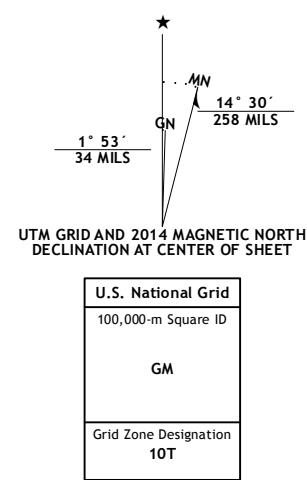 ★
MN
GN
14° 30´
258 MILS
1° 53´
34 MILS
UTM GRID AND 2014 MAGNETIC NORTH
DECLINATION AT CENTER OF SHEET
U.S. National Grid
100,000-m Square ID
GM
Grid Zone Designation
10T